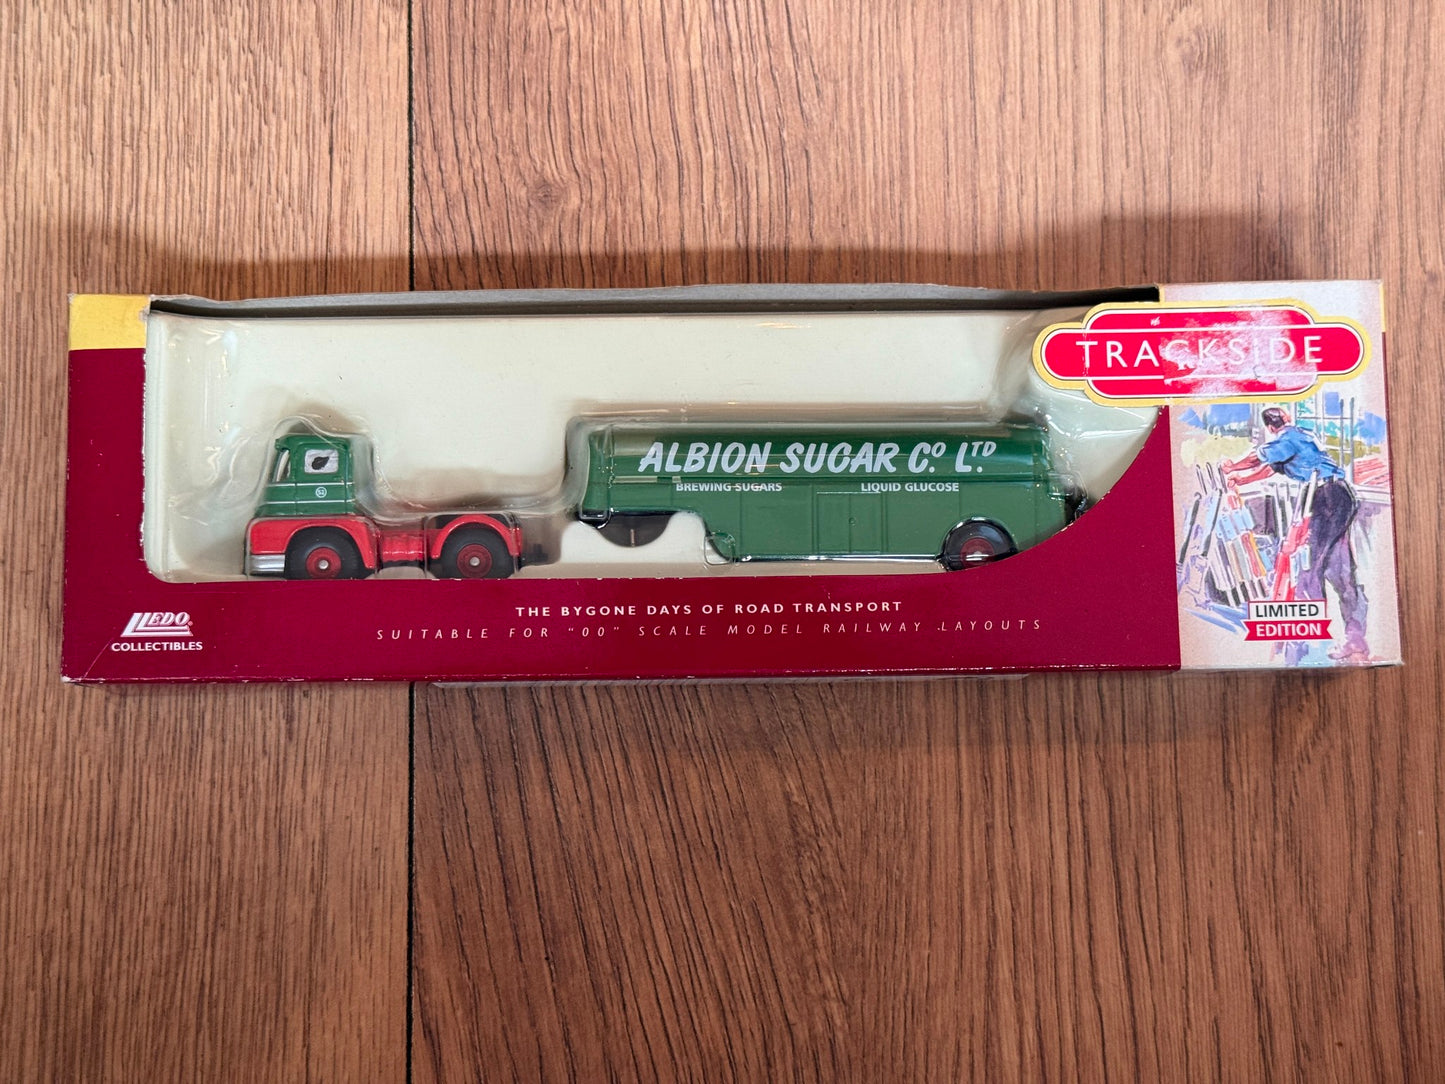 TRACKSIDE
ALBION SUGAR Cº LTD.
BREWING SUGARS LIQUID GLUCOSE
52
THE BYGONE DAYS OF ROAD TRANSPORT
SUITABLE FOR "00" SCALE MODEL RAILWAY LAYOUTS
LLEDO
COLLECTIBLES
LIMITED
EDITION